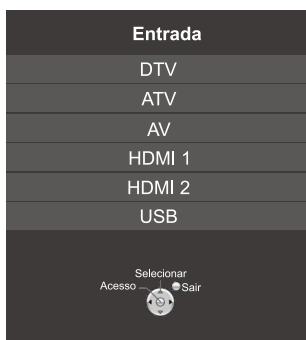 Entrada
DTV
ATV
AV
HDMI 1
HDMI 2
USB
Selecionar
Acesso Sair